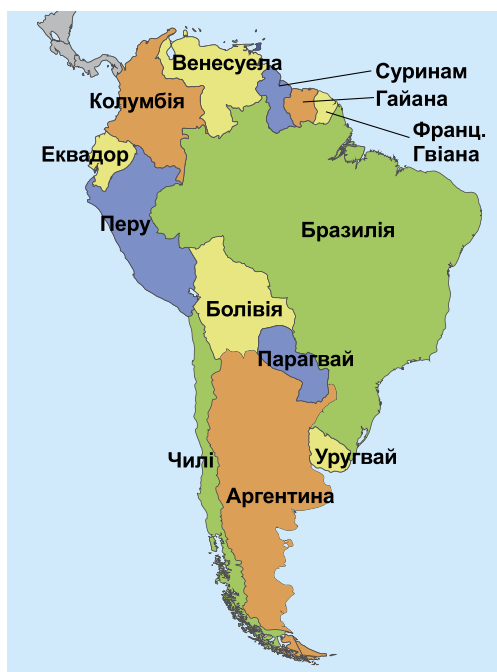 Венесуела
Суринам
Колумбія
Гайана
Франц.
Гвіана
Еквадор
Перу
Бразилія
Болівія
Парагвай
Чилі
Уругвай
Аргентина